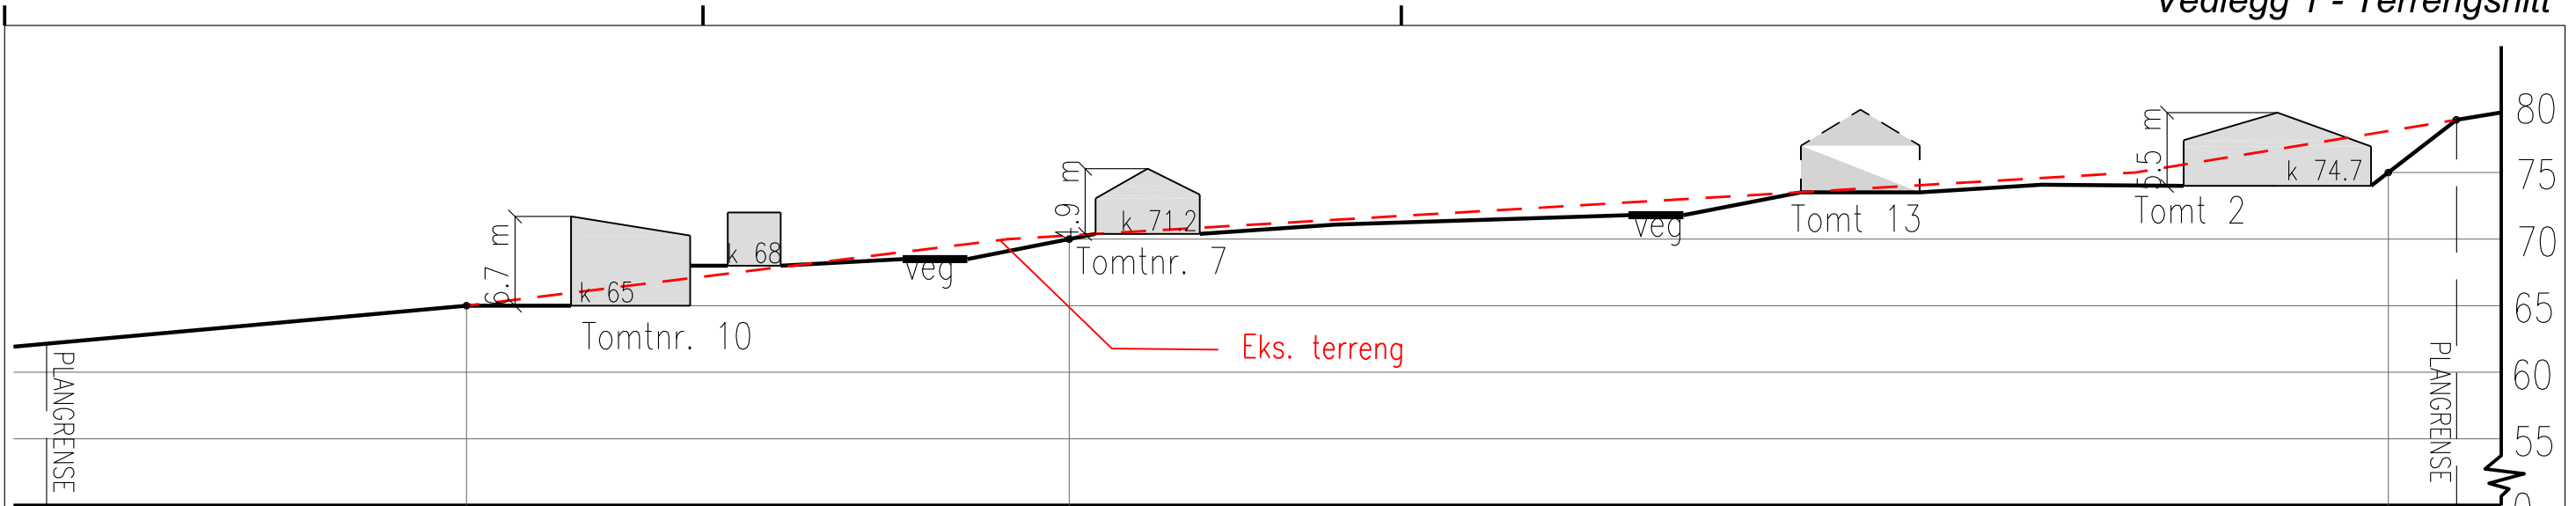 Vedlegg 1 - Terrengsnitt
80
75
70
65
60
55
0
6.7 m
k 65
Tomtnr. 10
k 68
veg
4.9 m
k 71.2
Tomtnr. 7
Eks. terreng
veg
Tomt 13
5.5 m
k 74.7
Tomt 2
PLANGRENSE
PLANGRENSE